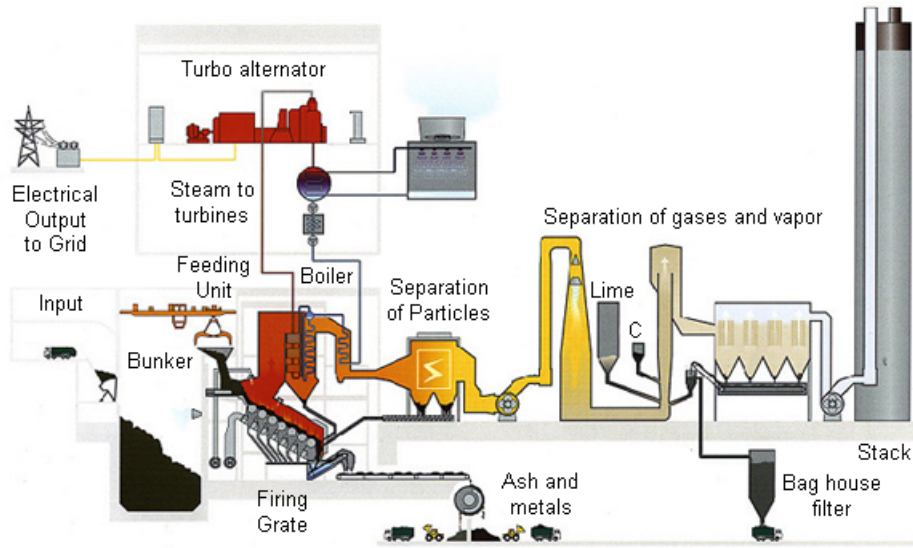 Turbo alternator
Electrical
Output
to Grid
Steam to
turbines
Separation of gases and vapor
Feeding
Unit
Boiler
Input
Separation
of Particles
Lime
C
Bunker
Stack
Firing
Grate
Ash and
metals
Bag house
filter